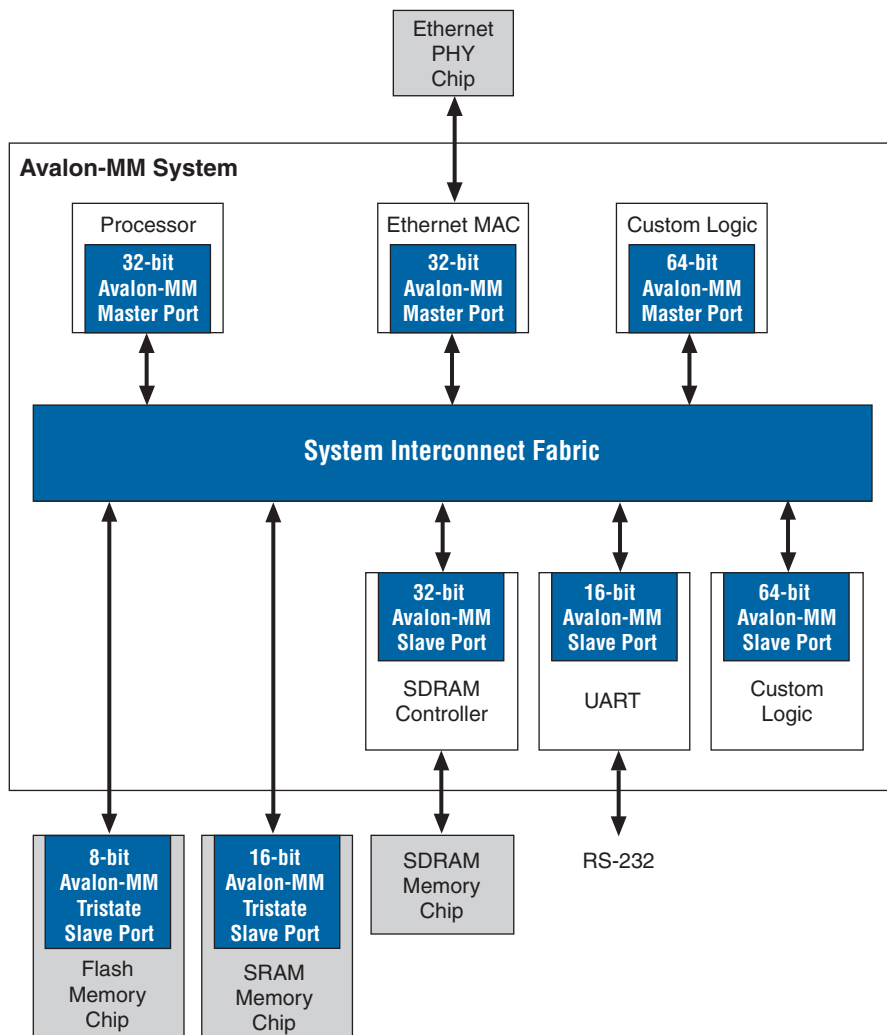 Ethernet
PHY
Chip
Avalon-MM System
Processor
32-bit
Avalon-MM
Master Port
Ethernet MAC
32-bit
Avalon-MM
Master Port
Custom Logic
64-bit
Avalon-MM
Master Port
System Interconnect Fabric
32-bit
Avalon-MM
Slave Port
SDRAM
Controller
16-bit
Avalon-MM
Slave Port
UART
64-bit
Avalon-MM
Slave Port
Custom
Logic
8-bit
Avalon-MM
Tristate
Slave Port
Flash
Memory
Chip
16-bit
Avalon-MM
Tristate
Slave Port
SRAM
Memory
Chip
SDRAM
Memory
Chip
RS-232